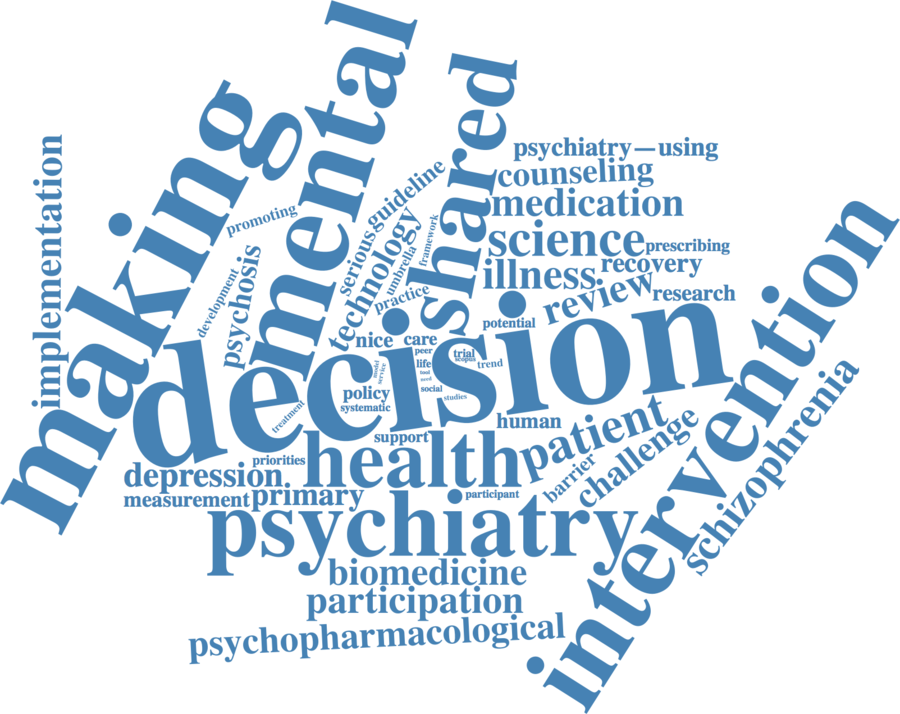 mental
shared
making
psychiatry—using
counseling
guideline
implementation
medication
promoting
serious
technology
framework
science
prescribing
umbrella
psychosis
development
illness
recovery
practice
review
research
intervention
potential
nice
care
decision
peer
trial
scopus
trend
life
model
service
tool
need
policy
social
systematic
studies
treatment
human
schizophrenia
support
patient
challenge
health
priorities
barrier
depression.
measurement
primary
participant
psychiatry
biomedicine
participation
psychopharmacological